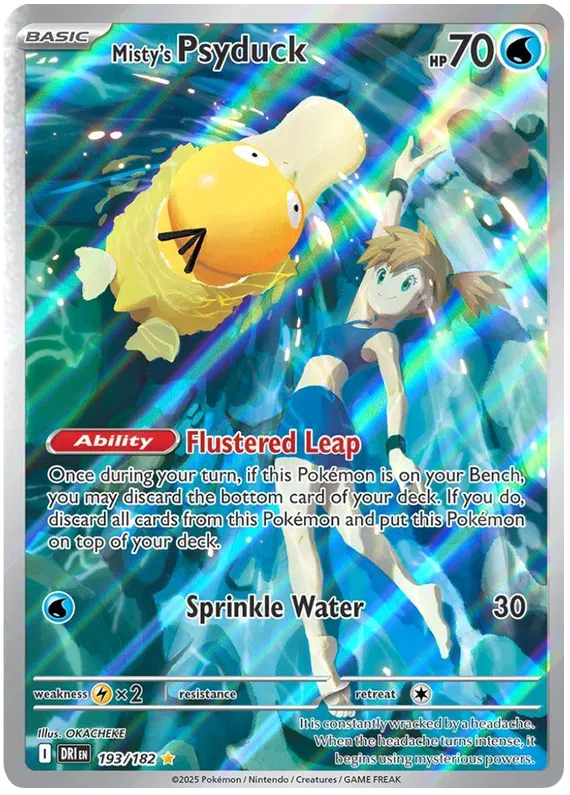 BASIC
Misty's Psyduck HP 70
Ability Flustered Leap
Once during your turn, if this Pokémon is on your Bench,
you may discard the bottom card of your deck. If you do,
discard all cards from this Pokémon and put this Pokémon
on top of your deck.
Sprinkle Water 30
weakness ×2 resistance retreat
Illus. OKACHEKE
I DRI EN 193/182
It is constantly wracked by a headache.
When the headache turns intense, it
begins using mysterious powers.
©2025 Pokémon / Nintendo / Creatures / GAME FREAK